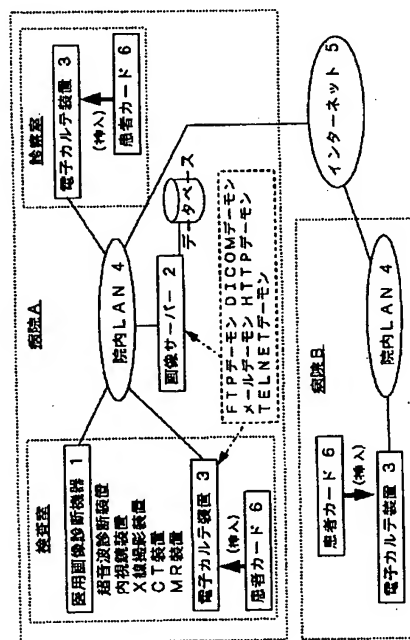 病院A
検査室
医用画像診断機器 1
超音波診断装置
内視鏡装置
X線撮影装置
CT装置
MR装置
電子カルテ装置 3
(挿入)
患者カード 6
院内LAN 4
画像サーバー 2
データベース
FTPデーモン DICOMデーモン
メールデーモン HTTPデーモン
TELNETデーモン
診察室
電子カルテ装置 3
(挿入)
患者カード 6
インターネット 5
病院B
患者カード 6
(挿入)
電子カルテ装置 3
院内LAN 4